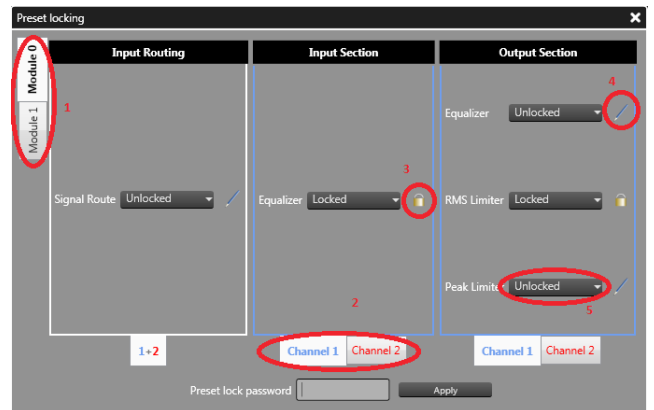 Preset locking
Module 0
Module 1
1
Input Routing
Signal Route Unlocked
1+2
Input Section
3
Equalizer Locked
2
Channel 1 Channel 2
Output Section
4
Equalizer Unlocked
RMS Limiter Locked
Peak Limiter Unlocked
5
Channel 1 Channel 2
Preset lock password Apply